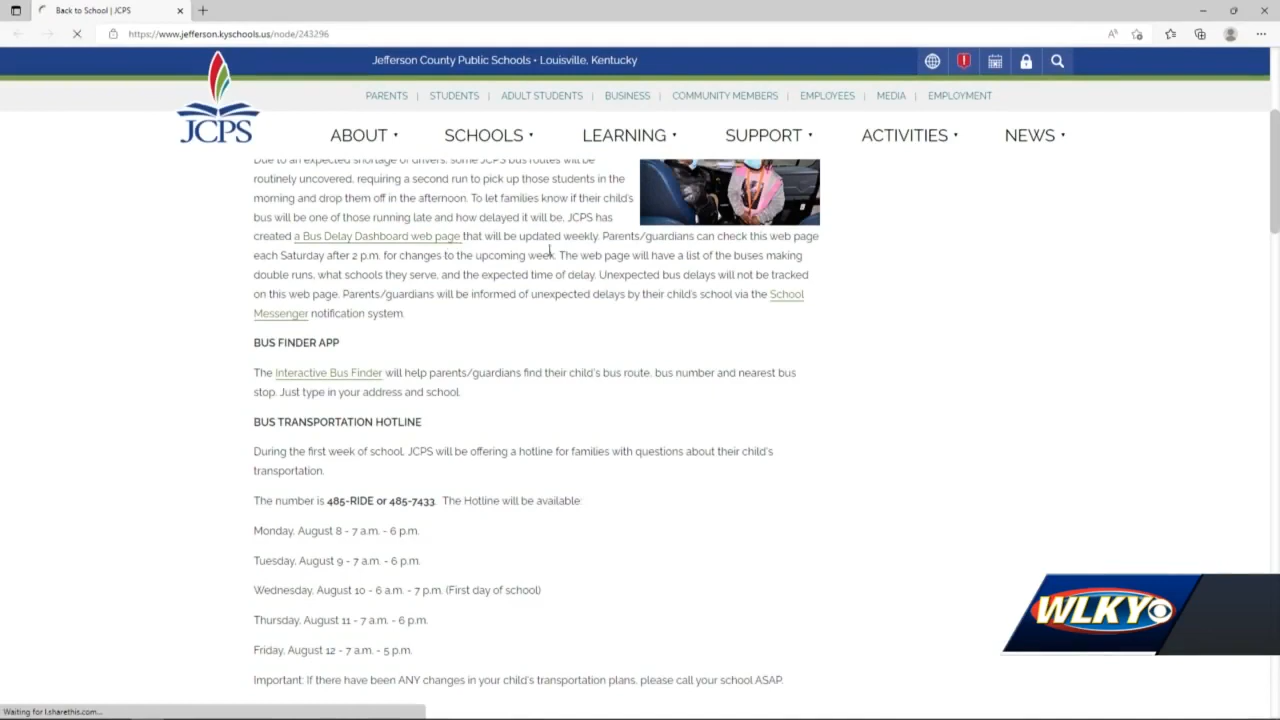 Back to School | JCPS
https://www.jefferson.kyschools.us/node/243296
Jefferson County Public Schools • Louisville, Kentucky
PARENTS | STUDENTS | ADULT STUDENTS | BUSINESS | COMMUNITY MEMBERS | EMPLOYEES | MEDIA | EMPLOYMENT
JCPS
ABOUT SCHOOLS LEARNING SUPPORT ACTIVITIES NEWS
Due to an expected shortage of drivers, some JCPS bus routes will be
routinely uncovered, requiring a second run to pick up those students in the
morning and drop them off in the afternoon. To let families know if their child's
bus will be one of those running late and how delayed it will be, JCPS has
created a Bus Delay Dashboard web page that will be updated weekly. Parents/guardians can check this web page
each Saturday after 2 p.m. for changes to the upcoming week. The web page will have a list of the buses making
double runs, what schools they serve, and the expected time of delay. Unexpected bus delays will not be tracked
on this web page. Parents/guardians will be informed of unexpected delays by their child's school via the School
Messenger notification system.
BUS FINDER APP
The Interactive Bus Finder will help parents/guardians find their child's bus route, bus number and nearest bus
stop. Just type in your address and school.
BUS TRANSPORTATION HOTLINE
During the first week of school, JCPS will be offering a hotline for families with questions about their child's
transportation.
The number is 485-RIDE or 485-7433. The Hotline will be available:
Monday, August 8 - 7 a.m. - 6 p.m.
Tuesday, August 9 - 7 a.m. - 6 p.m.
Wednesday, August 10 - 6 a.m. - 7 p.m. (First day of school)
Thursday, August 11 - 7 a.m. - 6 p.m.
Friday, August 12 - 7 a.m. - 5 p.m.
Important: If there have been ANY changes in your child's transportation plans, please call your school ASAP.
WLKY
Waiting for l.sharethis.com...